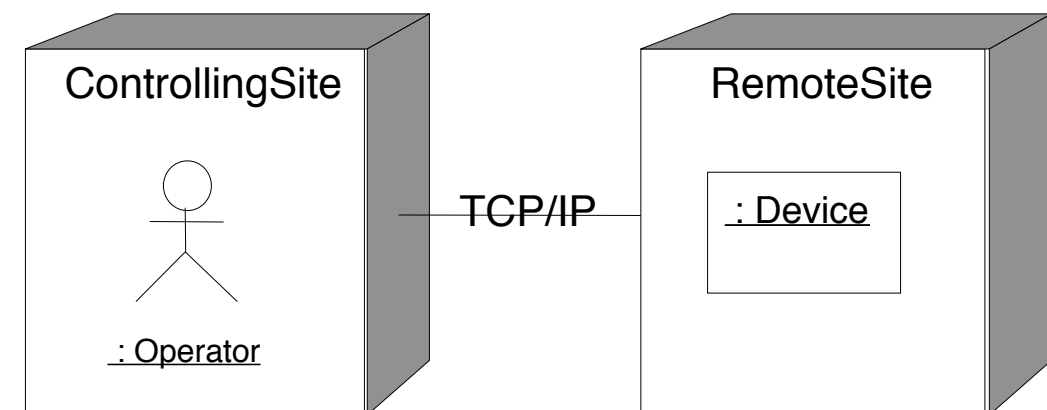 ControllingSite
RemoteSite
TCP/IP
: Device
: Operator